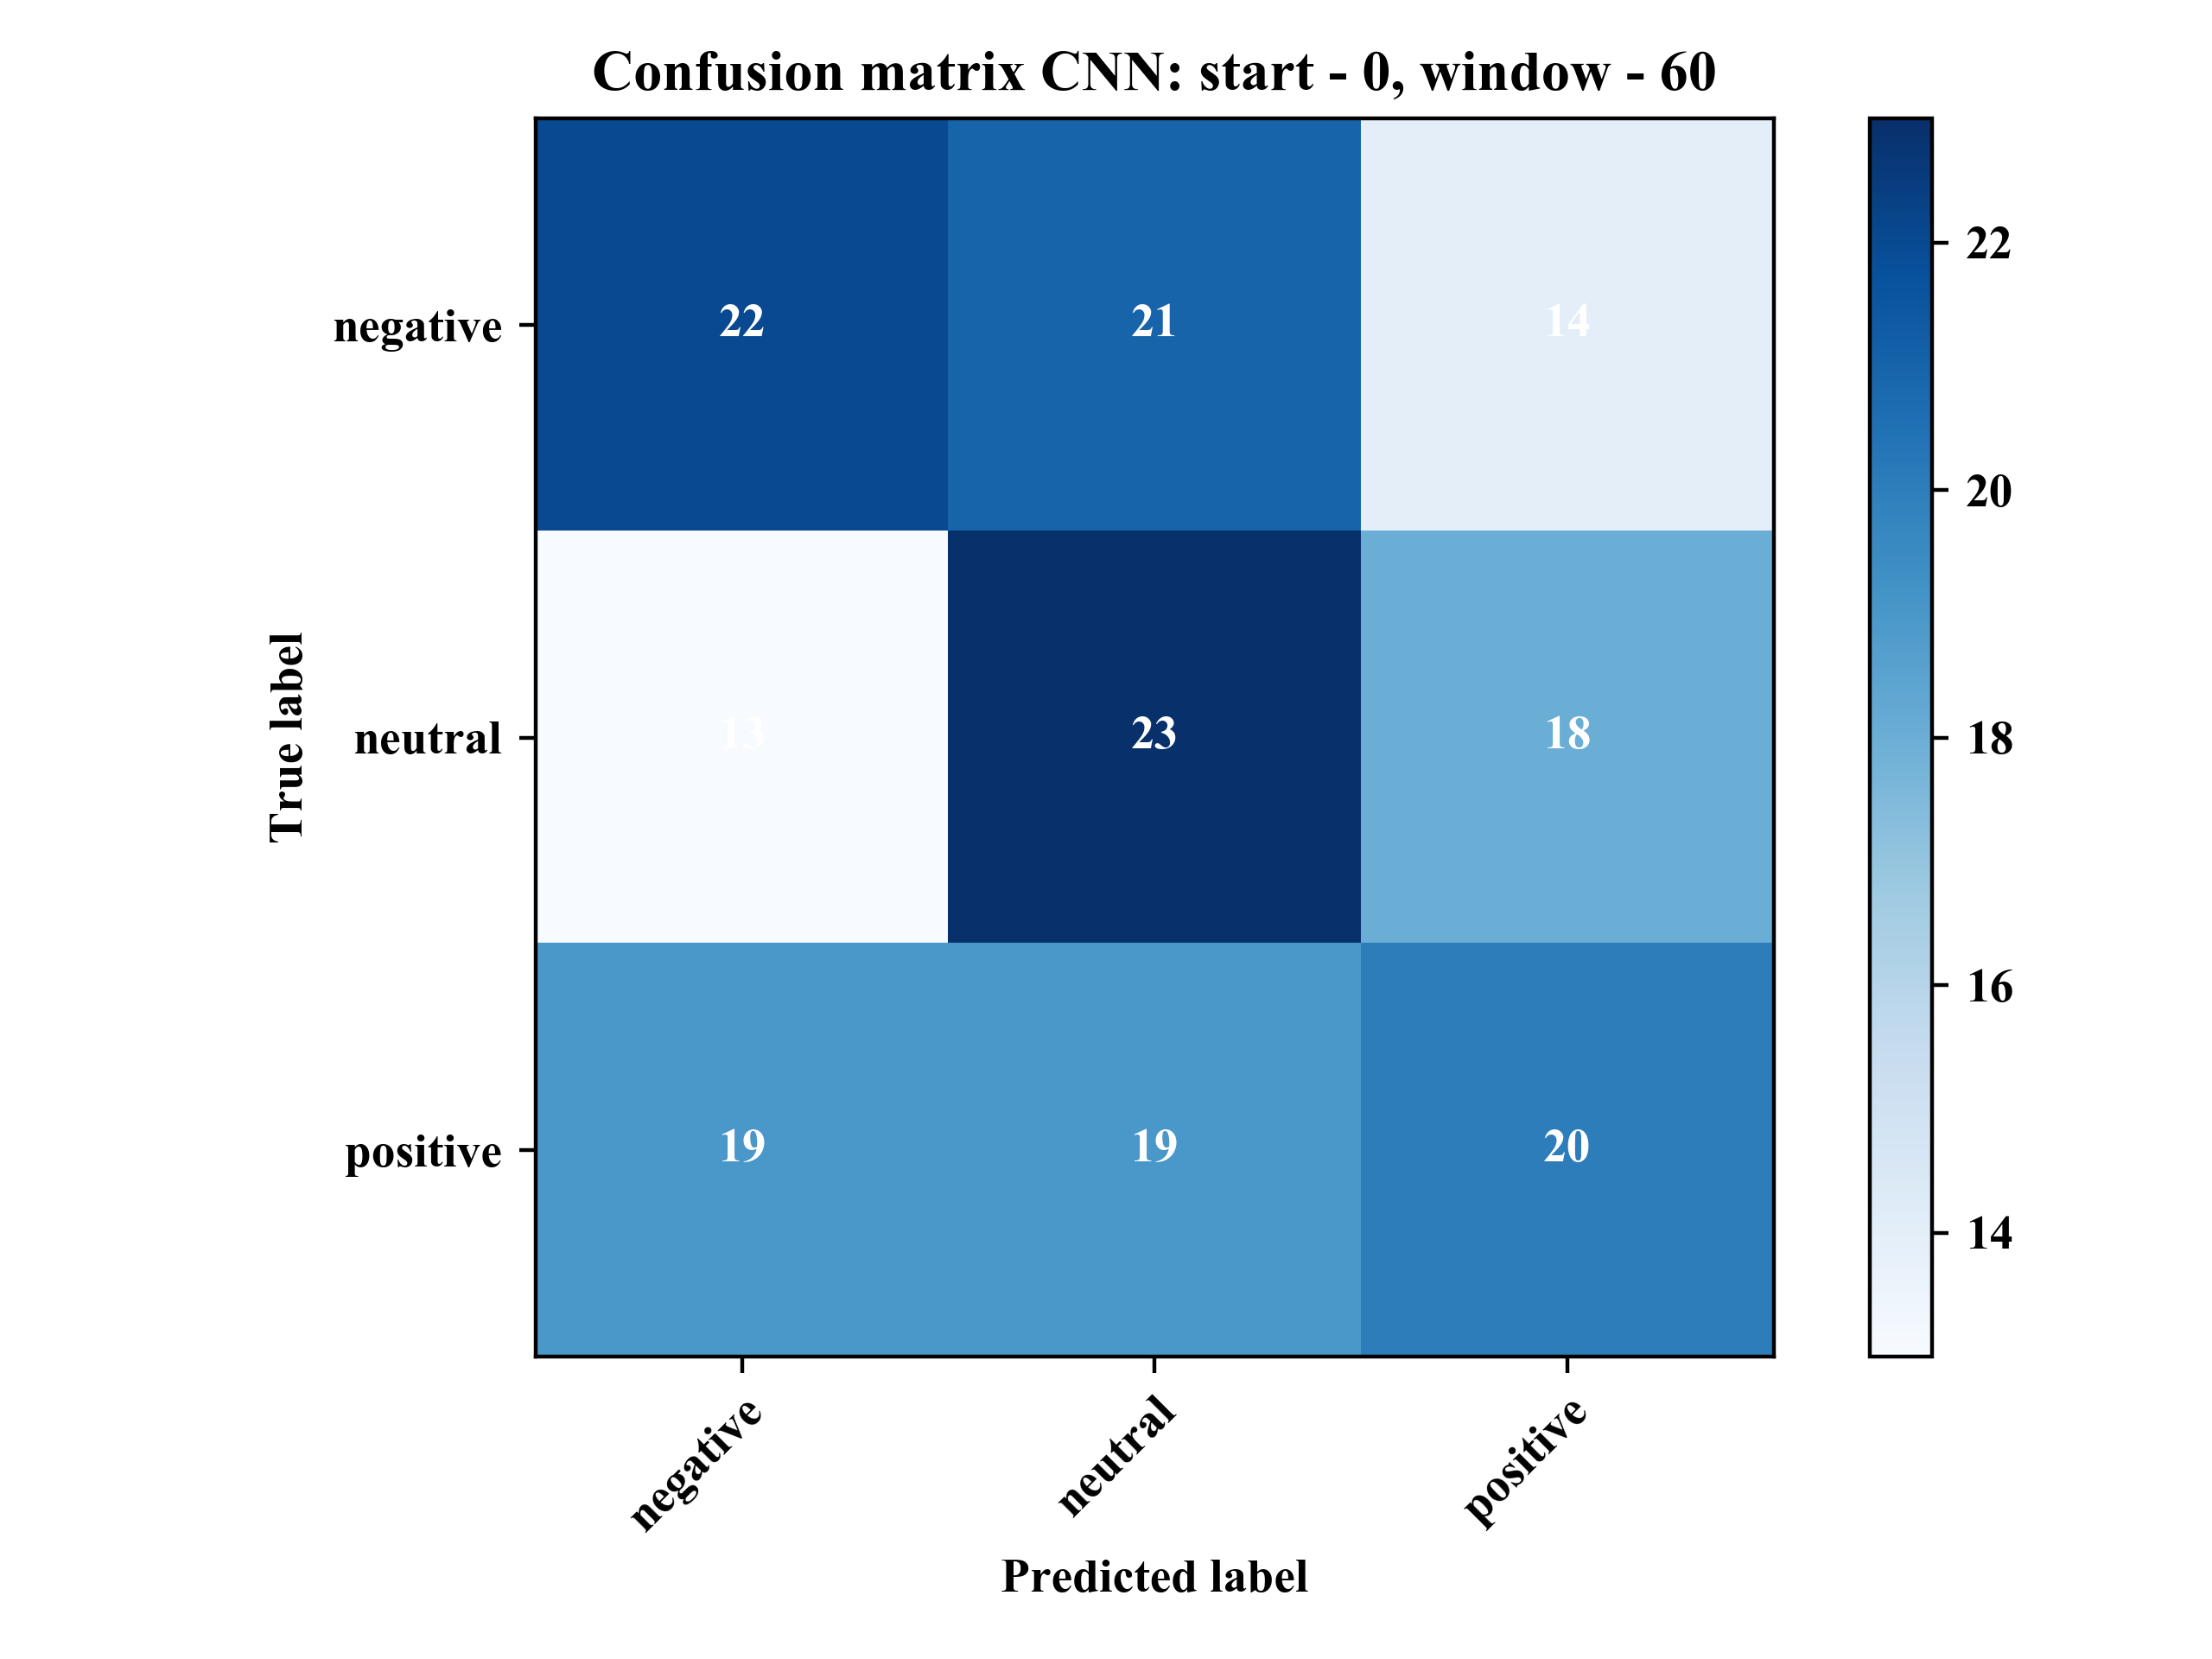 Confusion matrix CNN: start - 0, window - 60
True label
negative
22 21 14
neutral
13 23 18
positive
19 19 20
negative neutral positive
Predicted label
22
20
18
16
14